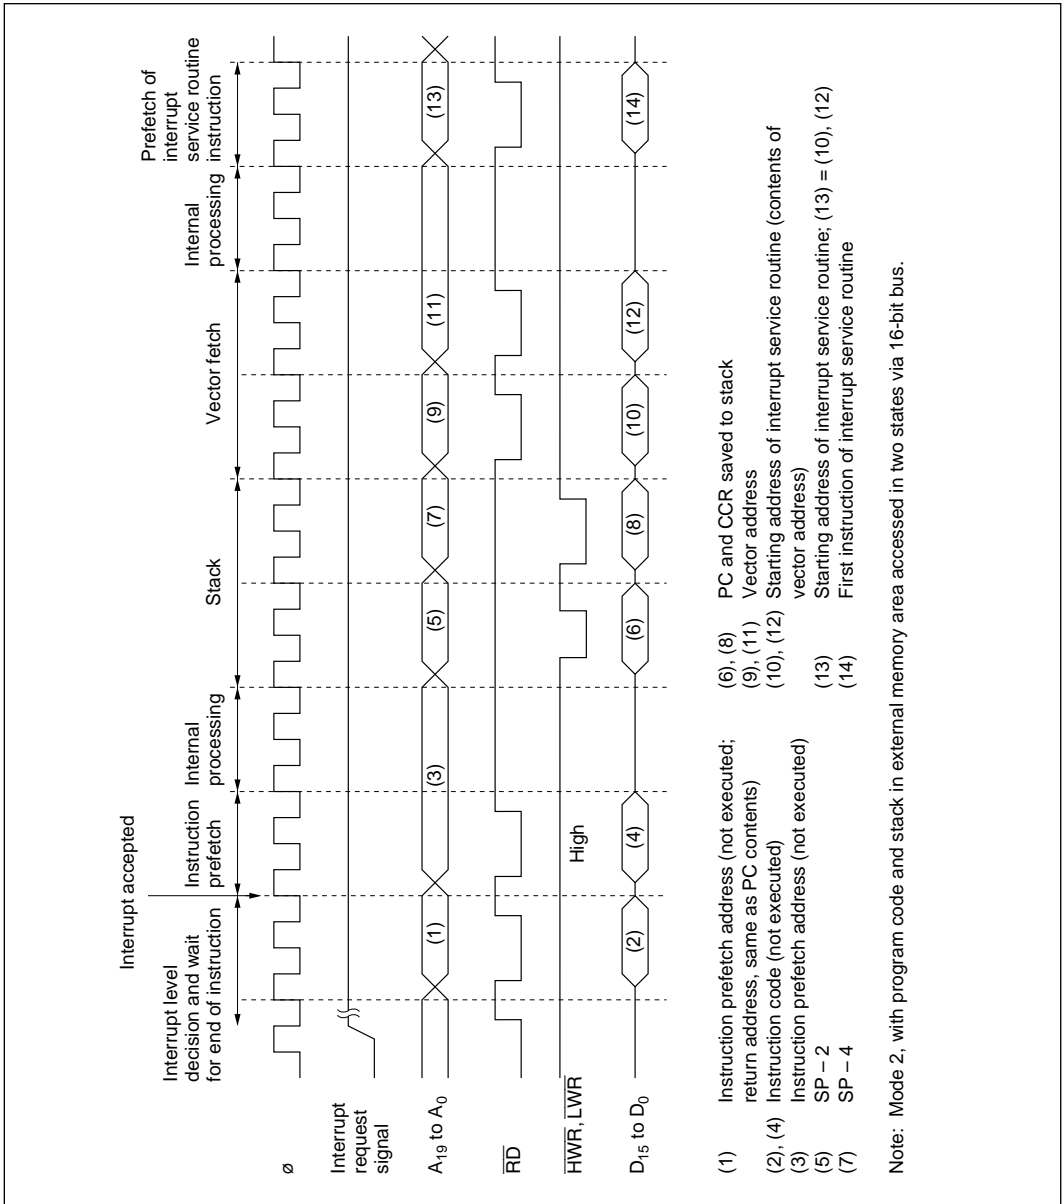 Interrupt accepted
Interrupt level
decision and wait
for end of instruction
Instruction
prefetch
Internal
processing
Stack
Vector fetch
Internal
processing
Prefetch of
interrupt
service routine
instruction
ø
Interrupt
request
signal
A19 to A0
(1)
(3)
(5)
(7)
(9)
(11)
(13)
RD
HWR, LWR
High
D15 to D0
(2)
(4)
(6)
(8)
(10)
(12)
(14)
(1) Instruction prefetch address (not executed;
return address, same as PC contents)
(2), (4) Instruction code (not executed)
(3) Instruction prefetch address (not executed)
(5) SP – 2
(7) SP – 4
(6), (8) PC and CCR saved to stack
(9), (11) Vector address
(10), (12) Starting address of interrupt service routine (contents of
vector address)
(13) Starting address of interrupt service routine; (13) = (10), (12)
(14) First instruction of interrupt service routine
Note: Mode 2, with program code and stack in external memory area accessed in two states via 16-bit bus.